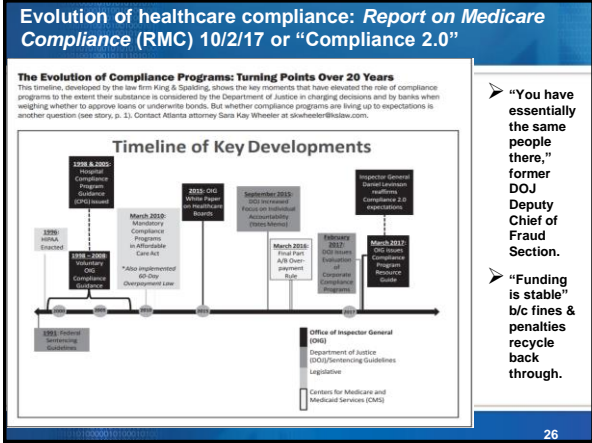 Evolution of healthcare compliance: Report on Medicare
Compliance (RMC) 10/2/17 or “Compliance 2.0”
The Evolution of Compliance Programs: Turning Points Over 20 Years
This timeline, developed by the law firm King & Spalding, shows the key moments that have elevated the role of compliance
programs to the extent their substance is considered by the Department of Justice in charging decisions and by banks when
weighing whether to approve loans or underwrite bonds. But whether compliance programs are living up to expectations is
another question (see story, p. 1). Contact Atlanta attorney Sara Kay Wheeler at skwheeler@kslaw.com.
Timeline of Key Developments
1996:
HIPAA
Enacted
1998 & 2005:
Hospital
Compliance
Program
Guidance
(CPG) Issued
1998 – 2008:
Voluntary
OIG
Compliance
Guidance
March 2010:
Mandatory
Compliance
Programs
in Affordable
Care Act
*Also implemented
60-Day
Overpayment Law
2015: OIG
White Paper
on Healthcare
Boards
September 2015:
DOJ Increased
Focus on Individual
Accountability
(Yates Memo)
March 2016:
Final Part
A/B Over-
payment
Rule
February
2017:
DOJ Issues
Evaluation
of
Corporate
Compliance
Programs
Inspector General
Daniel Levinson
reaffirms
Compliance 2.0
expectations
March 2017:
OIG issues
Compliance
Program
Resource
Guide
2000
2005
2010
2015
2017
1991: Federal
Sentencing
Guidelines
Office of Inspector General
(OIG)
Department of Justice
(DOJ)/Sentencing Guidelines
Legislative
Centers for Medicare and
Medicaid Services (CMS)
➢ “You have
essentially
the same
people
there,”
former
DOJ
Deputy
Chief of
Fraud
Section.
➢ “Funding
is stable”
b/c fines &
penalties
recycle
back
through.
26